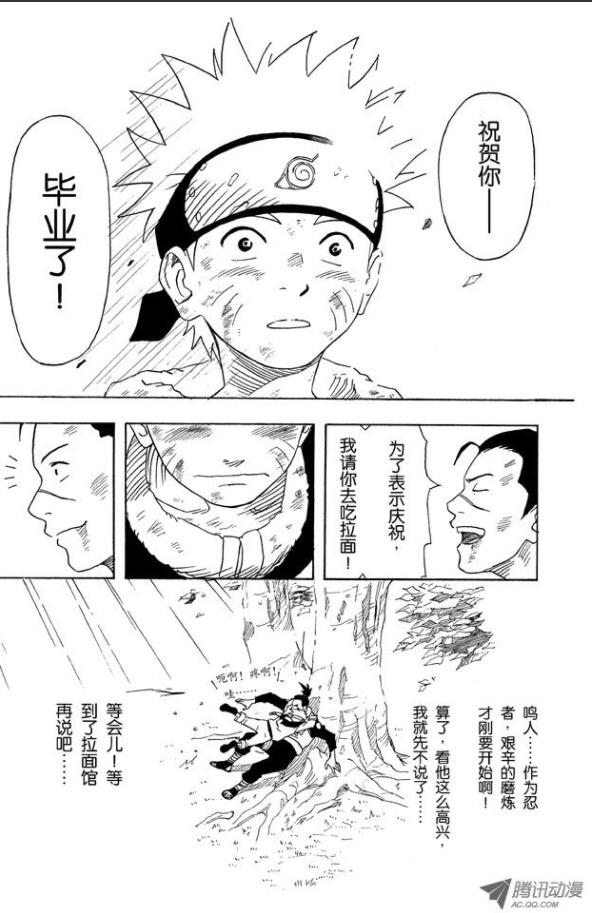 祝贺你——
毕业了！
为了表示庆祝，
我请你去吃拉面！
呃啊！疼啊！
哇……
鸣人……作为忍
者，艰辛的磨炼
才刚要开始啊！
算了，看他这么高兴，
我就先不说了……
等会儿！等
到了拉面馆
再说吧……
腾讯动漫
AC.QQ.COM